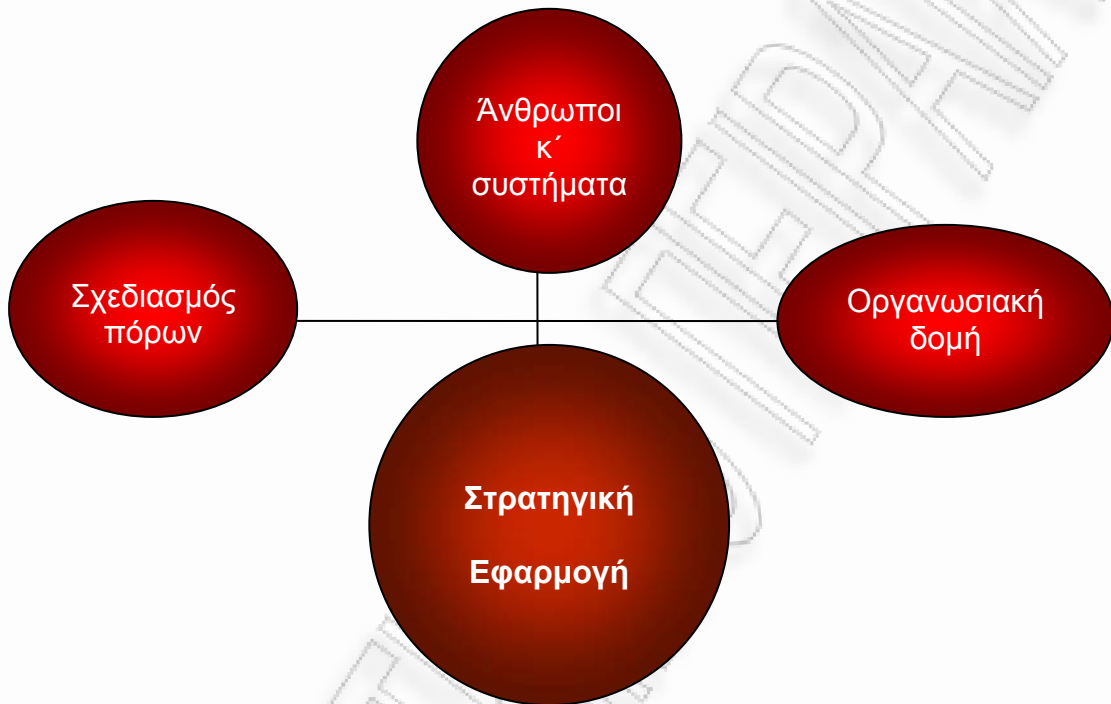 Άνθρωποι
κ΄
συστήματα
Σχεδιασμός
πόρων
Οργανωσιακή
δομή
Στρατηγική
Εφαρμογή